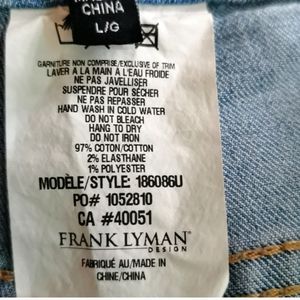 CHINA
L/G
GARNITURE NON COMPRISE/EXCLUSIVE OF TRIM
LAVER A LA MAIN A L'EAU FROIDE
NE PAS JAVELLISER
SUSPENDRE POUR SÉCHER
NE PAS REPASSER
HAND WASH IN COLD WATER
DO NOT BLEACH
HANG TO DRY
DO NOT IRON
97% COTON/COTTON
2% ELASTHANE
1% POLYESTER
MODÈLE/STYLE: 186086U
PO# 1052810
CA #40051
FRANK LYMAN
DESIGN
FABRIQUÉ AU/MADE IN
CHINE/CHINA